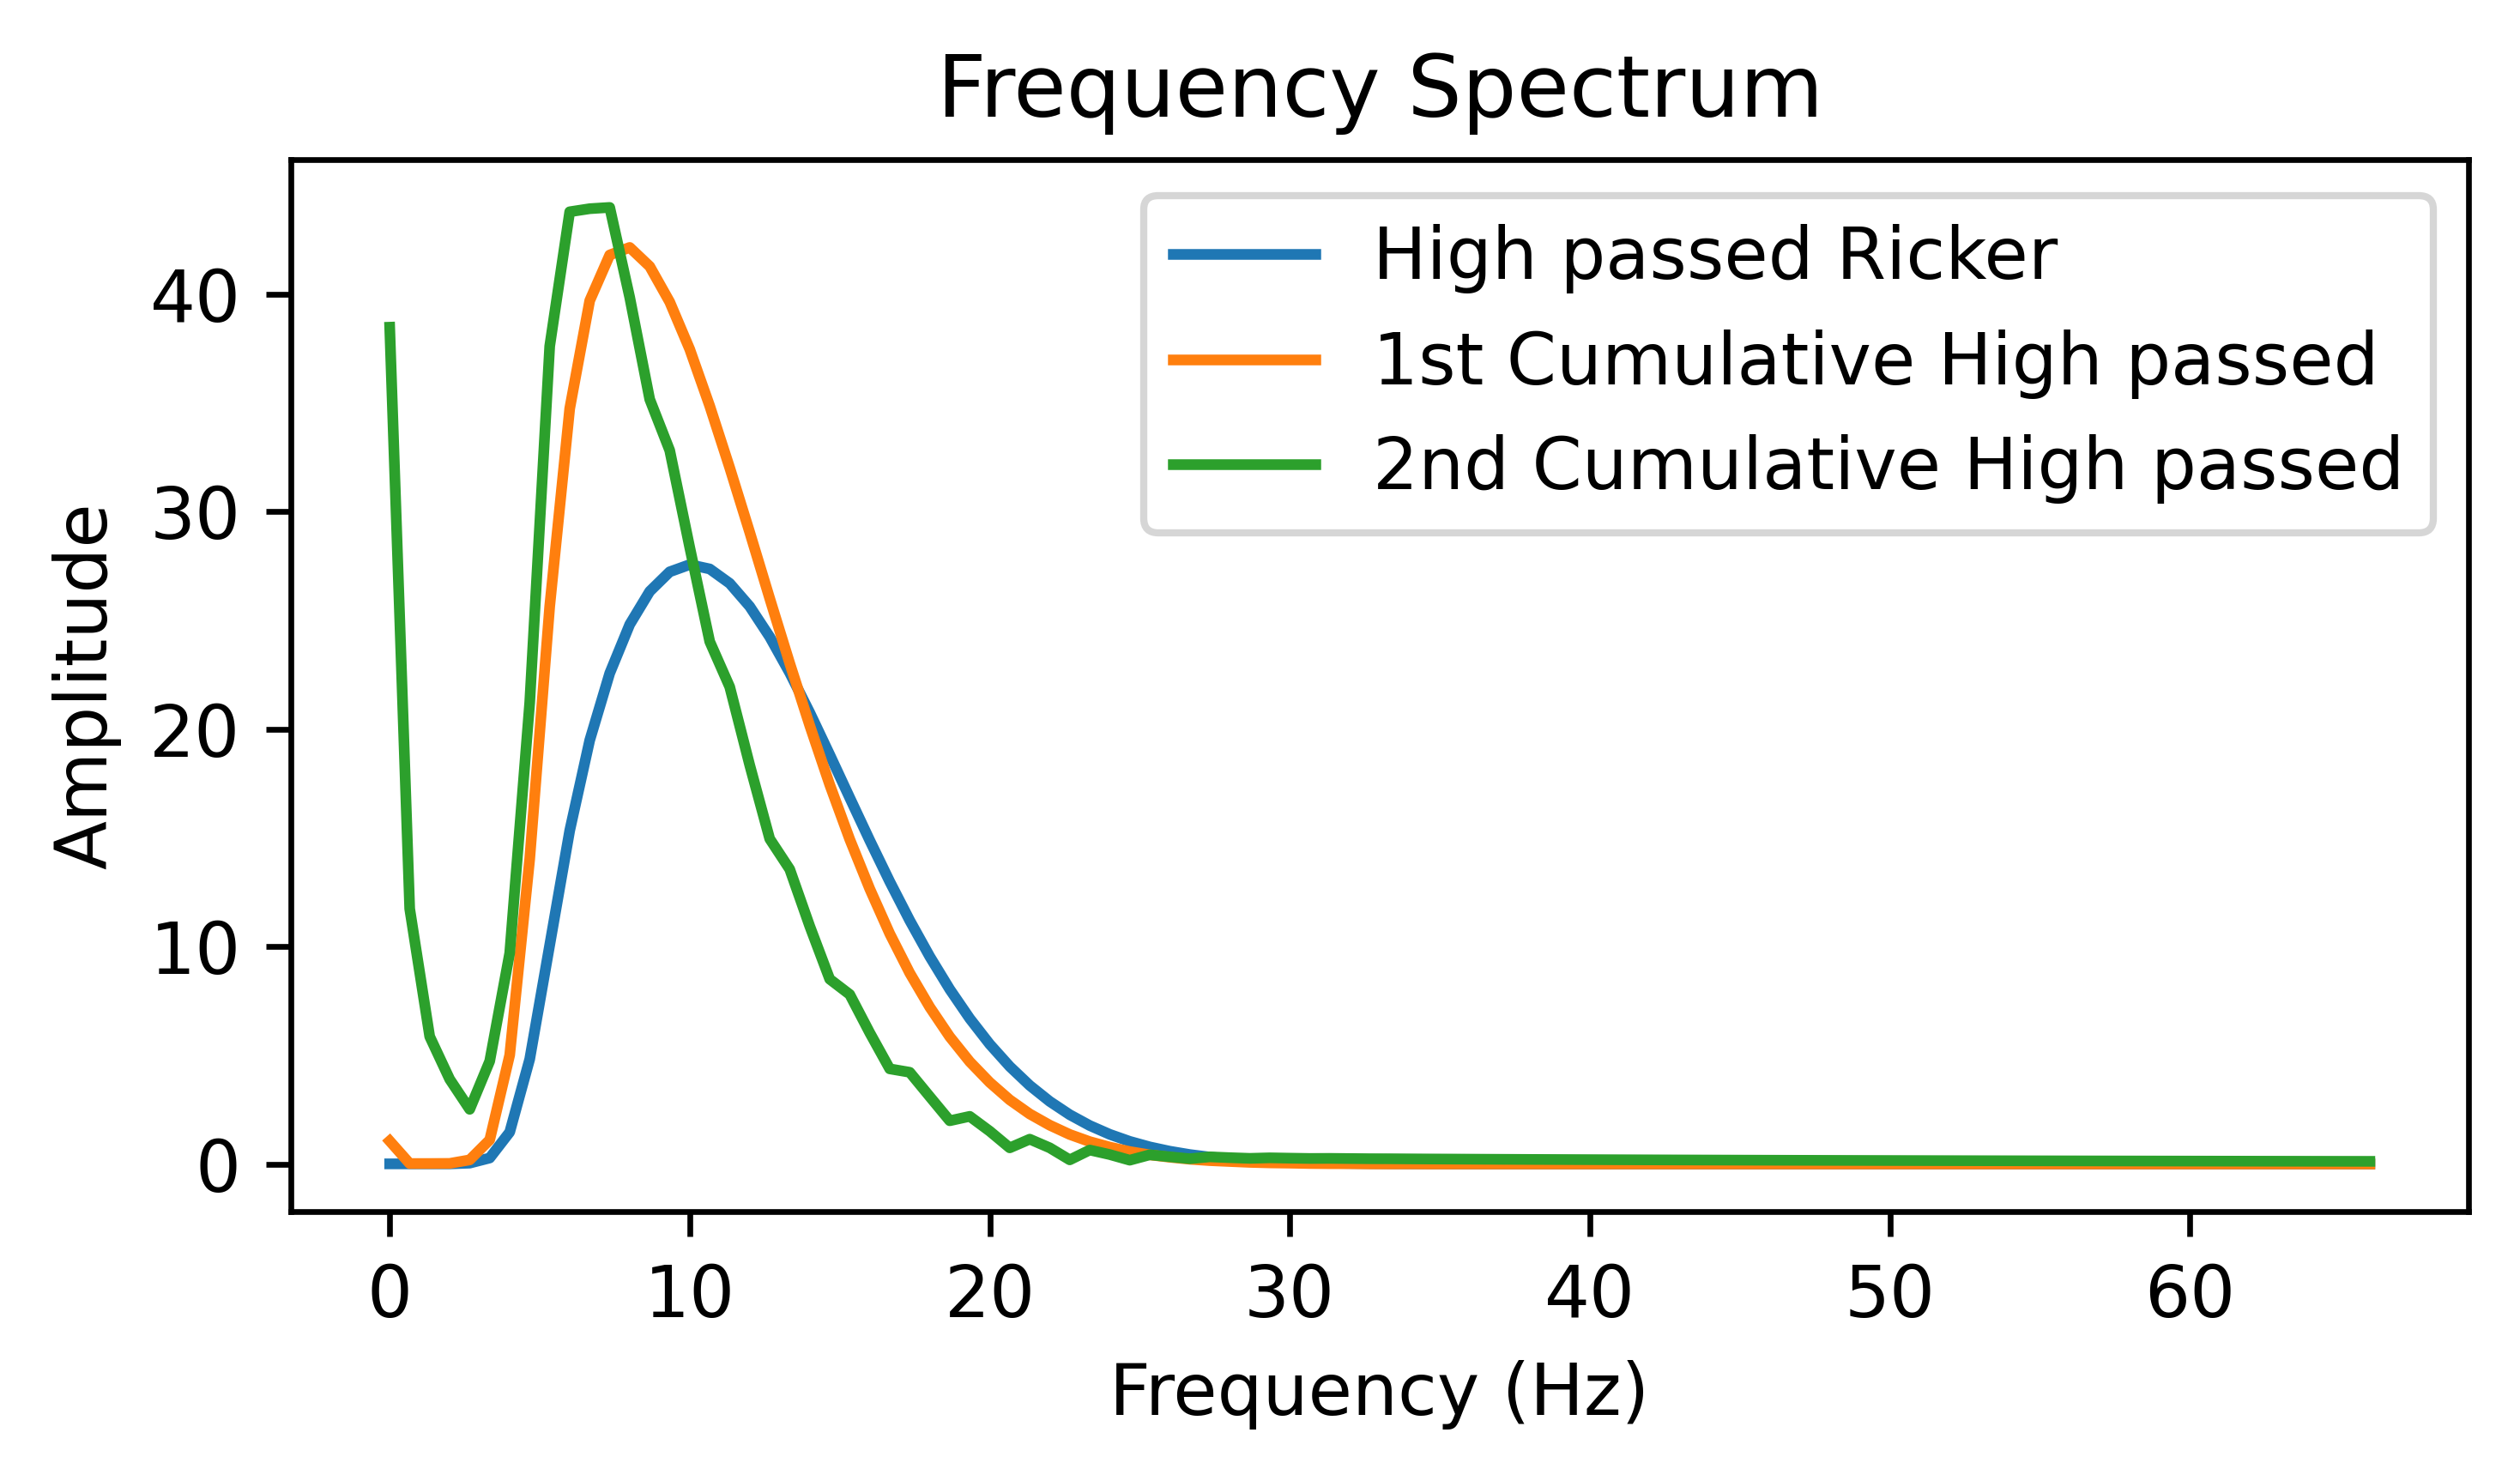 Frequency Spectrum
High passed Ricker
1st Cumulative High passed
2nd Cumulative High passed
Amplitude
40
30
20
10
0
0 10 20 30 40 50 60
Frequency (Hz)